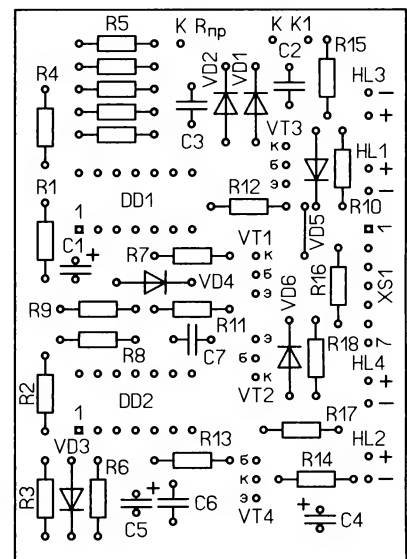 R5
К Rпр
К К1
C2
R15
R4
VD2
VD1
HL3
−
+
C3
VT3
к
б
э
HL1
+
−
R1
DD1
1
R12
R10
VD5
1
C1
+
R7
VT1
к
б
э
VD4
VD6
R16
XS1
R9
R11
R8
C7
э
б
к
VT2
R18
7
HL4
+
−
R2
DD2
1
R17
VD3
R13
б
к
э
VT4
HL2
+
−
R14
R3
R6
C5
+
C6
+
C4